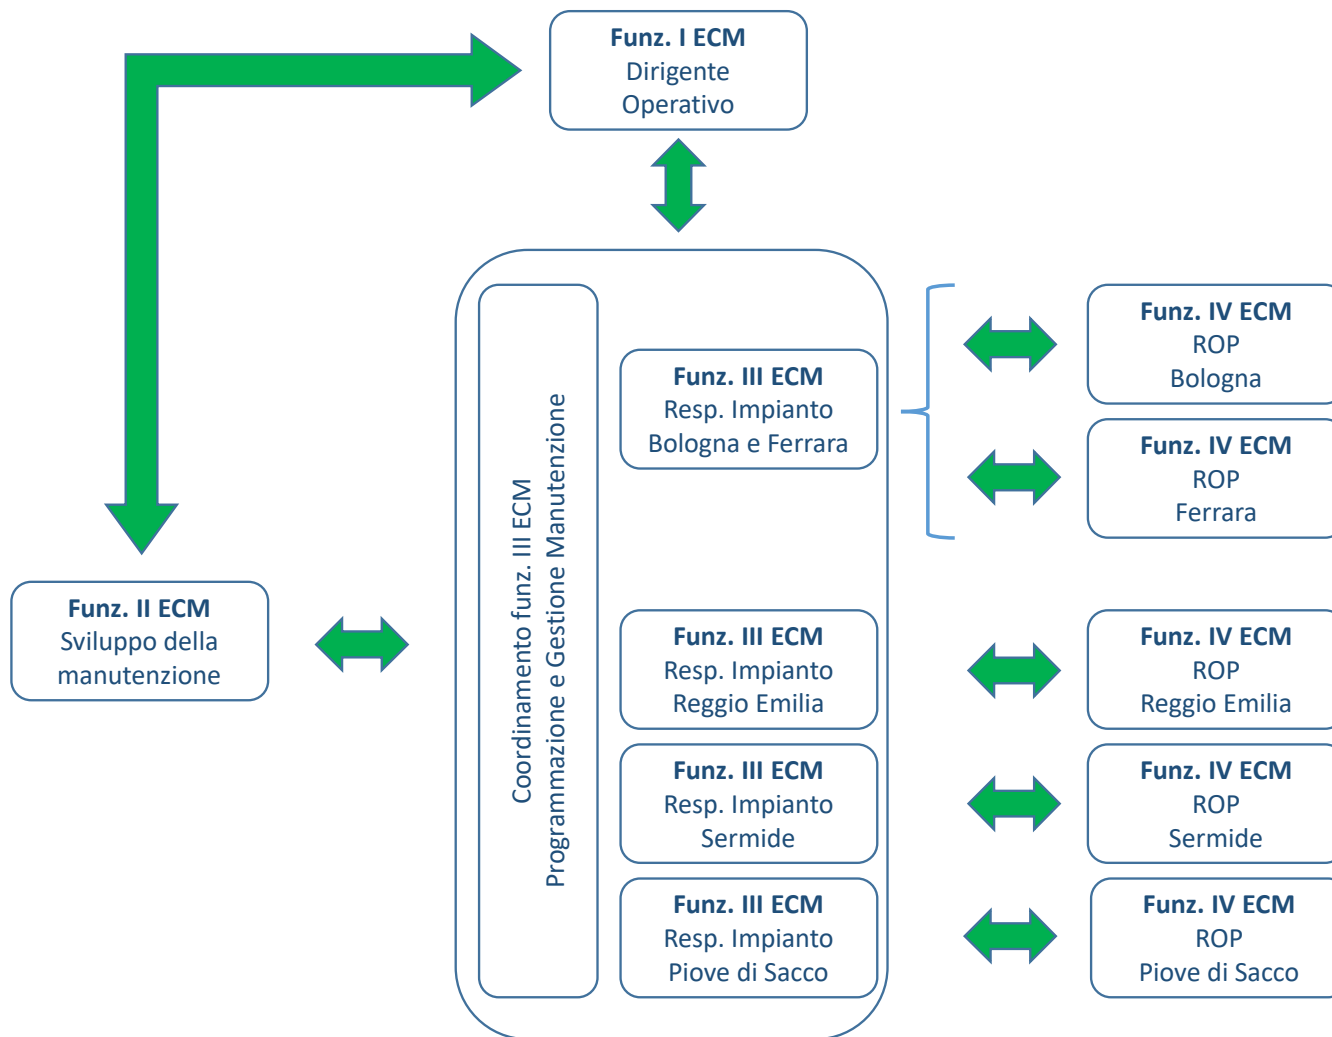 Funz. I ECM
Dirigente
Operativo
Funz. II ECM
Sviluppo della
manutenzione
Coordinamento funz. III ECM
Programmazione e Gestione Manutenzione
Funz. III ECM
Resp. Impianto
Bologna e Ferrara
Funz. IV ECM
ROP
Bologna
Funz. IV ECM
ROP
Ferrara
Funz. III ECM
Resp. Impianto
Reggio Emilia
Funz. IV ECM
ROP
Reggio Emilia
Funz. III ECM
Resp. Impianto
Sermide
Funz. IV ECM
ROP
Sermide
Funz. III ECM
Resp. Impianto
Piove di Sacco
Funz. IV ECM
ROP
Piove di Sacco